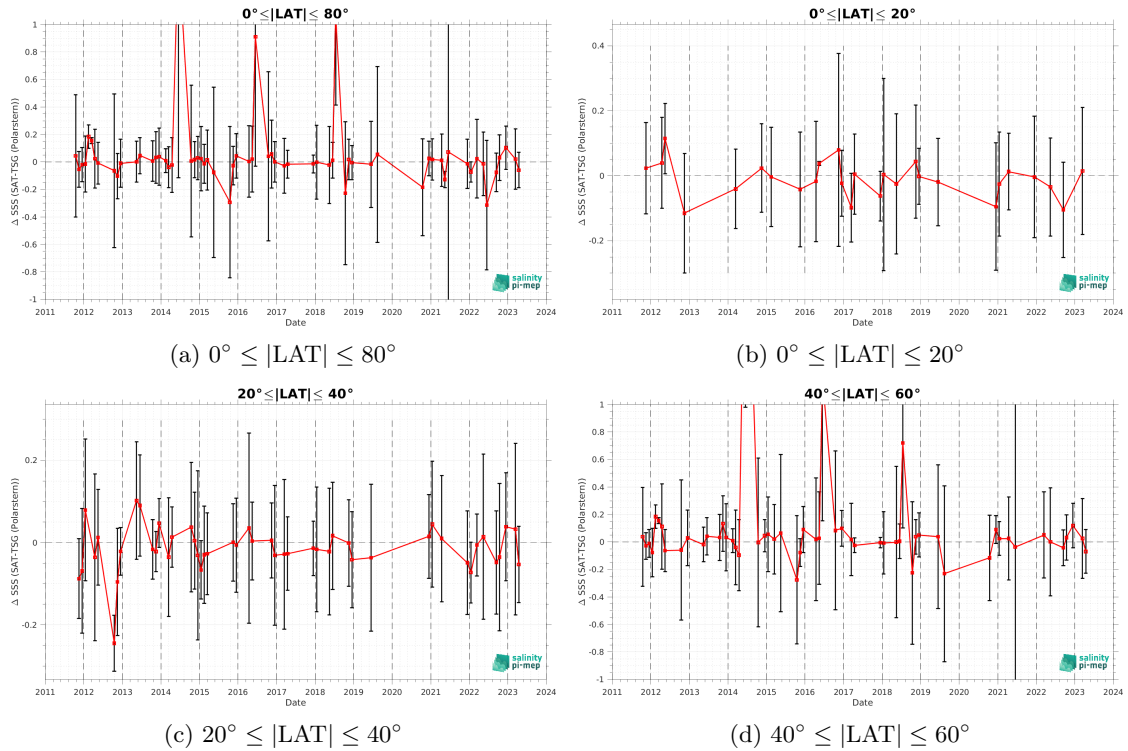 0°≤|LAT|≤ 80°
Δ SSS (SAT-TSG (Polarstern))
1
0.8
0.6
0.4
0.2
0
-0.2
-0.4
-0.6
-0.8
-1
2011 2012 2013 2014 2015 2016 2017 2018 2019 2020 2021 2022 2023 2024
Date
salinity
pi-mep
(a) 0° ≤ |LAT| ≤ 80°
0°≤|LAT|≤ 20°
Δ SSS (SAT-TSG (Polarstern))
0.4
0.2
0
-0.2
2011 2012 2013 2014 2015 2016 2017 2018 2019 2020 2021 2022 2023 2024
Date
salinity
pi-mep
(b) 0° ≤ |LAT| ≤ 20°
20°≤|LAT|≤ 40°
Δ SSS (SAT-TSG (Polarstern))
0.2
0
-0.2
2011 2012 2013 2014 2015 2016 2017 2018 2019 2020 2021 2022 2023 2024
Date
salinity
pi-mep
(c) 20° ≤ |LAT| ≤ 40°
40°≤|LAT|≤ 60°
Δ SSS (SAT-TSG (Polarstern))
1
0.8
0.6
0.4
0.2
0
-0.2
-0.4
-0.6
-0.8
-1
2011 2012 2013 2014 2015 2016 2017 2018 2019 2020 2021 2022 2023 2024
Date
salinity
pi-mep
(d) 40° ≤ |LAT| ≤ 60°